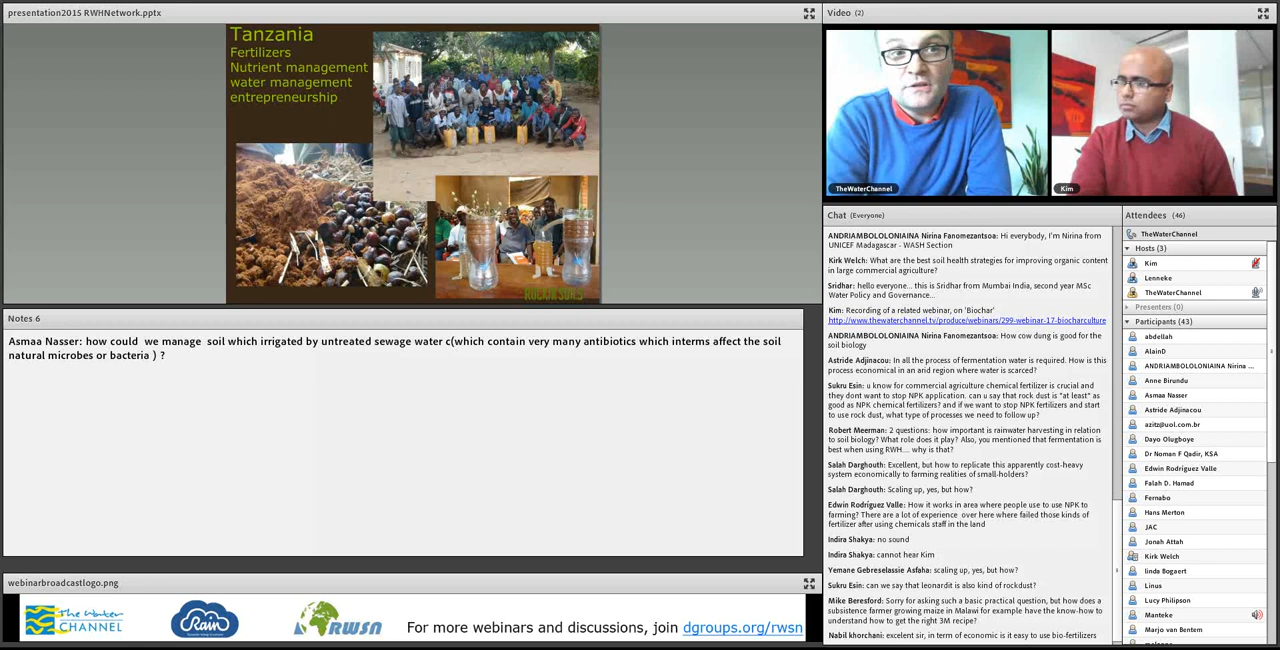 presentation2015 RWHNetwork.pptx
Tanzania
Fertilizers
Nutrient management
water management
entrepreneurship
Notes 6
Asmaa Nasser: how could we manage soil which irrigated by untreated sewage water c(which contain very many antibiotics which interms affect the soil
natural microbes or bacteria ) ?
webinarbroadcastlogo.png
the Water
CHANNEL
Rain
RWSN
For more webinars and discussions, join dgroups.org/rwsn
Video (2)
TheWaterChannel
Kim
Chat (Everyone)
ANDRIAMBOLOLONIAINA Nirina Fanomezantsoa: Hi everybody, I'm Nirina from
UNICEF Madagascar - WASH Section
Kirk Welch: What are the best soil health strategies for improving organic content
in large commercial agriculture?
Sridhar: hello everyone... this is Sridhar from Mumbai India, second year MSc
Water Policy and Governance...
Kim: Recording of a related webinar, on 'Biochar'
http://www.thewaterchannel.tv/produce/webinars/299-webinar-17-biocharculture
ANDRIAMBOLOLONIAINA Nirina Fanomezantsoa: How cow dung is good for the
soil biology
Astride Adjinacou: In all the process of fermentation water is required. How is this
process economical in an arid region where water is scarced?
Sukru Esin: u know for commercial agriculture chemical fertilizer is crucial and
they dont want to stop NPK application. can u say that rock dust is "at least" as
good as NPK chemical fertilizers? and if we want to stop NPK fertilizers and start
to use rock dust, what type of processes we need to follow up?
Robert Meerman: 2 questions: how important is rainwater harvesting in relation
to soil biology? What role does it play? Also, you mentioned that fermentation is
best when using RWH.... why is that?
Salah Darghouth: Excellent, but how to replicate this apparently cost-heavy
system economically to farming realities of small-holders?
Salah Darghouth: Scaling up, yes, but how?
Edwin Rodríguez Valle: How it works in area where people use to use NPK to
farming? There are a lot of experience over here where failed those kinds of
fertilizer after using chemicals staff in the land
Indira Shakya: no sound
Indira Shakya: cannot hear Kim
Yemane Gebreselassie Asfaha: scaling up, yes, but how?
Sukru Esin: can we say that leonardit is also kind of rockdust?
Mike Beresford: Sorry for asking such a basic practical question, but how does a
subsistence farmer growing maize in Malawi for example have the know-how to
understand how to get the right 3M recipe?
Nabil khorchani: excelent sir, in term of economic is it easy to use bio-fertilizers
Attendees (46)
TheWaterChannel
Hosts (3)
Kim
Lenneke
TheWaterChannel
Presenters (0)
Participants (43)
abdellah
AlainD
ANDRIAMBOLOLONIAINA Nirina ...
Anne Birundu
Asmaa Nasser
Astride Adjinacou
azitz@uol.com.br
Dayo Olugboye
Dr Noman F Qadir, KSA
Edwin Rodríguez Valle
Falah D. Hamad
Fernabo
Hans Merton
JAC
Jonah Attah
Kirk Welch
linda Bogaert
Linus
Lucy Philipson
Manteke
Marjo van Bentem